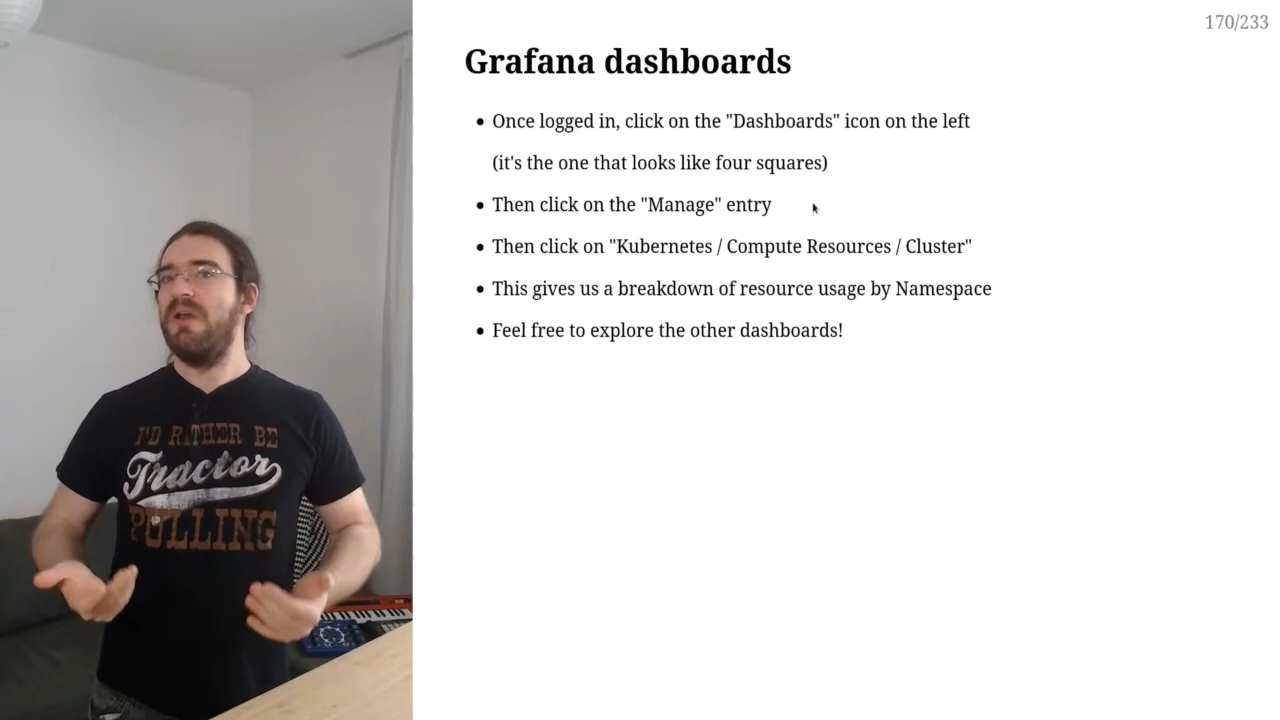 170/233
Grafana dashboards
• Once logged in, click on the "Dashboards" icon on the left
(it's the one that looks like four squares)
• Then click on the "Manage" entry
• Then click on "Kubernetes / Compute Resources / Cluster"
• This gives us a breakdown of resource usage by Namespace
• Feel free to explore the other dashboards!
I'D RATHER BE
Tractor
PULLING